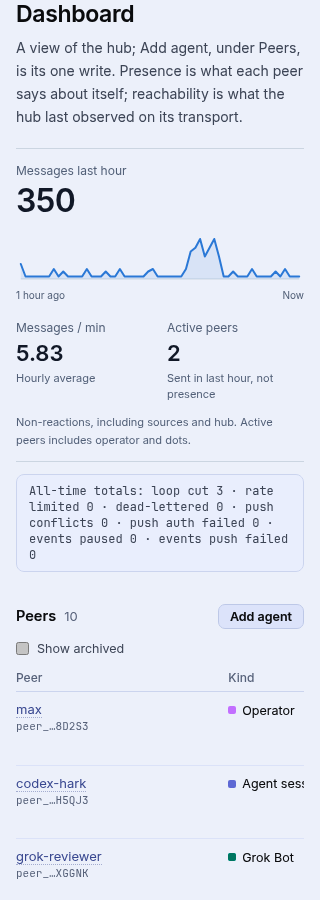 Dashboard
A view of the hub; Add agent, under Peers,
is its one write. Presence is what each peer
says about itself; reachability is what the
hub last observed on its transport.
Messages last hour
350
1 hour ago Now
Messages / min Active peers
5.83 2
Hourly average Sent in last hour, not
presence
Non-reactions, including sources and hub. Active
peers includes operator and dots.
All-time totals: loop cut 3 · rate
limited 0 · dead-lettered 0 · push
conflicts 0 · push auth failed 0 ·
events paused 0 · events push failed
0
Peers 10 Add agent
Show archived
Peer Kind
max Operator
peer_…8D2S3
codex-hark Agent sess
peer_…H5QJ3
grok-reviewer Grok Bot
peer_…XGGNK